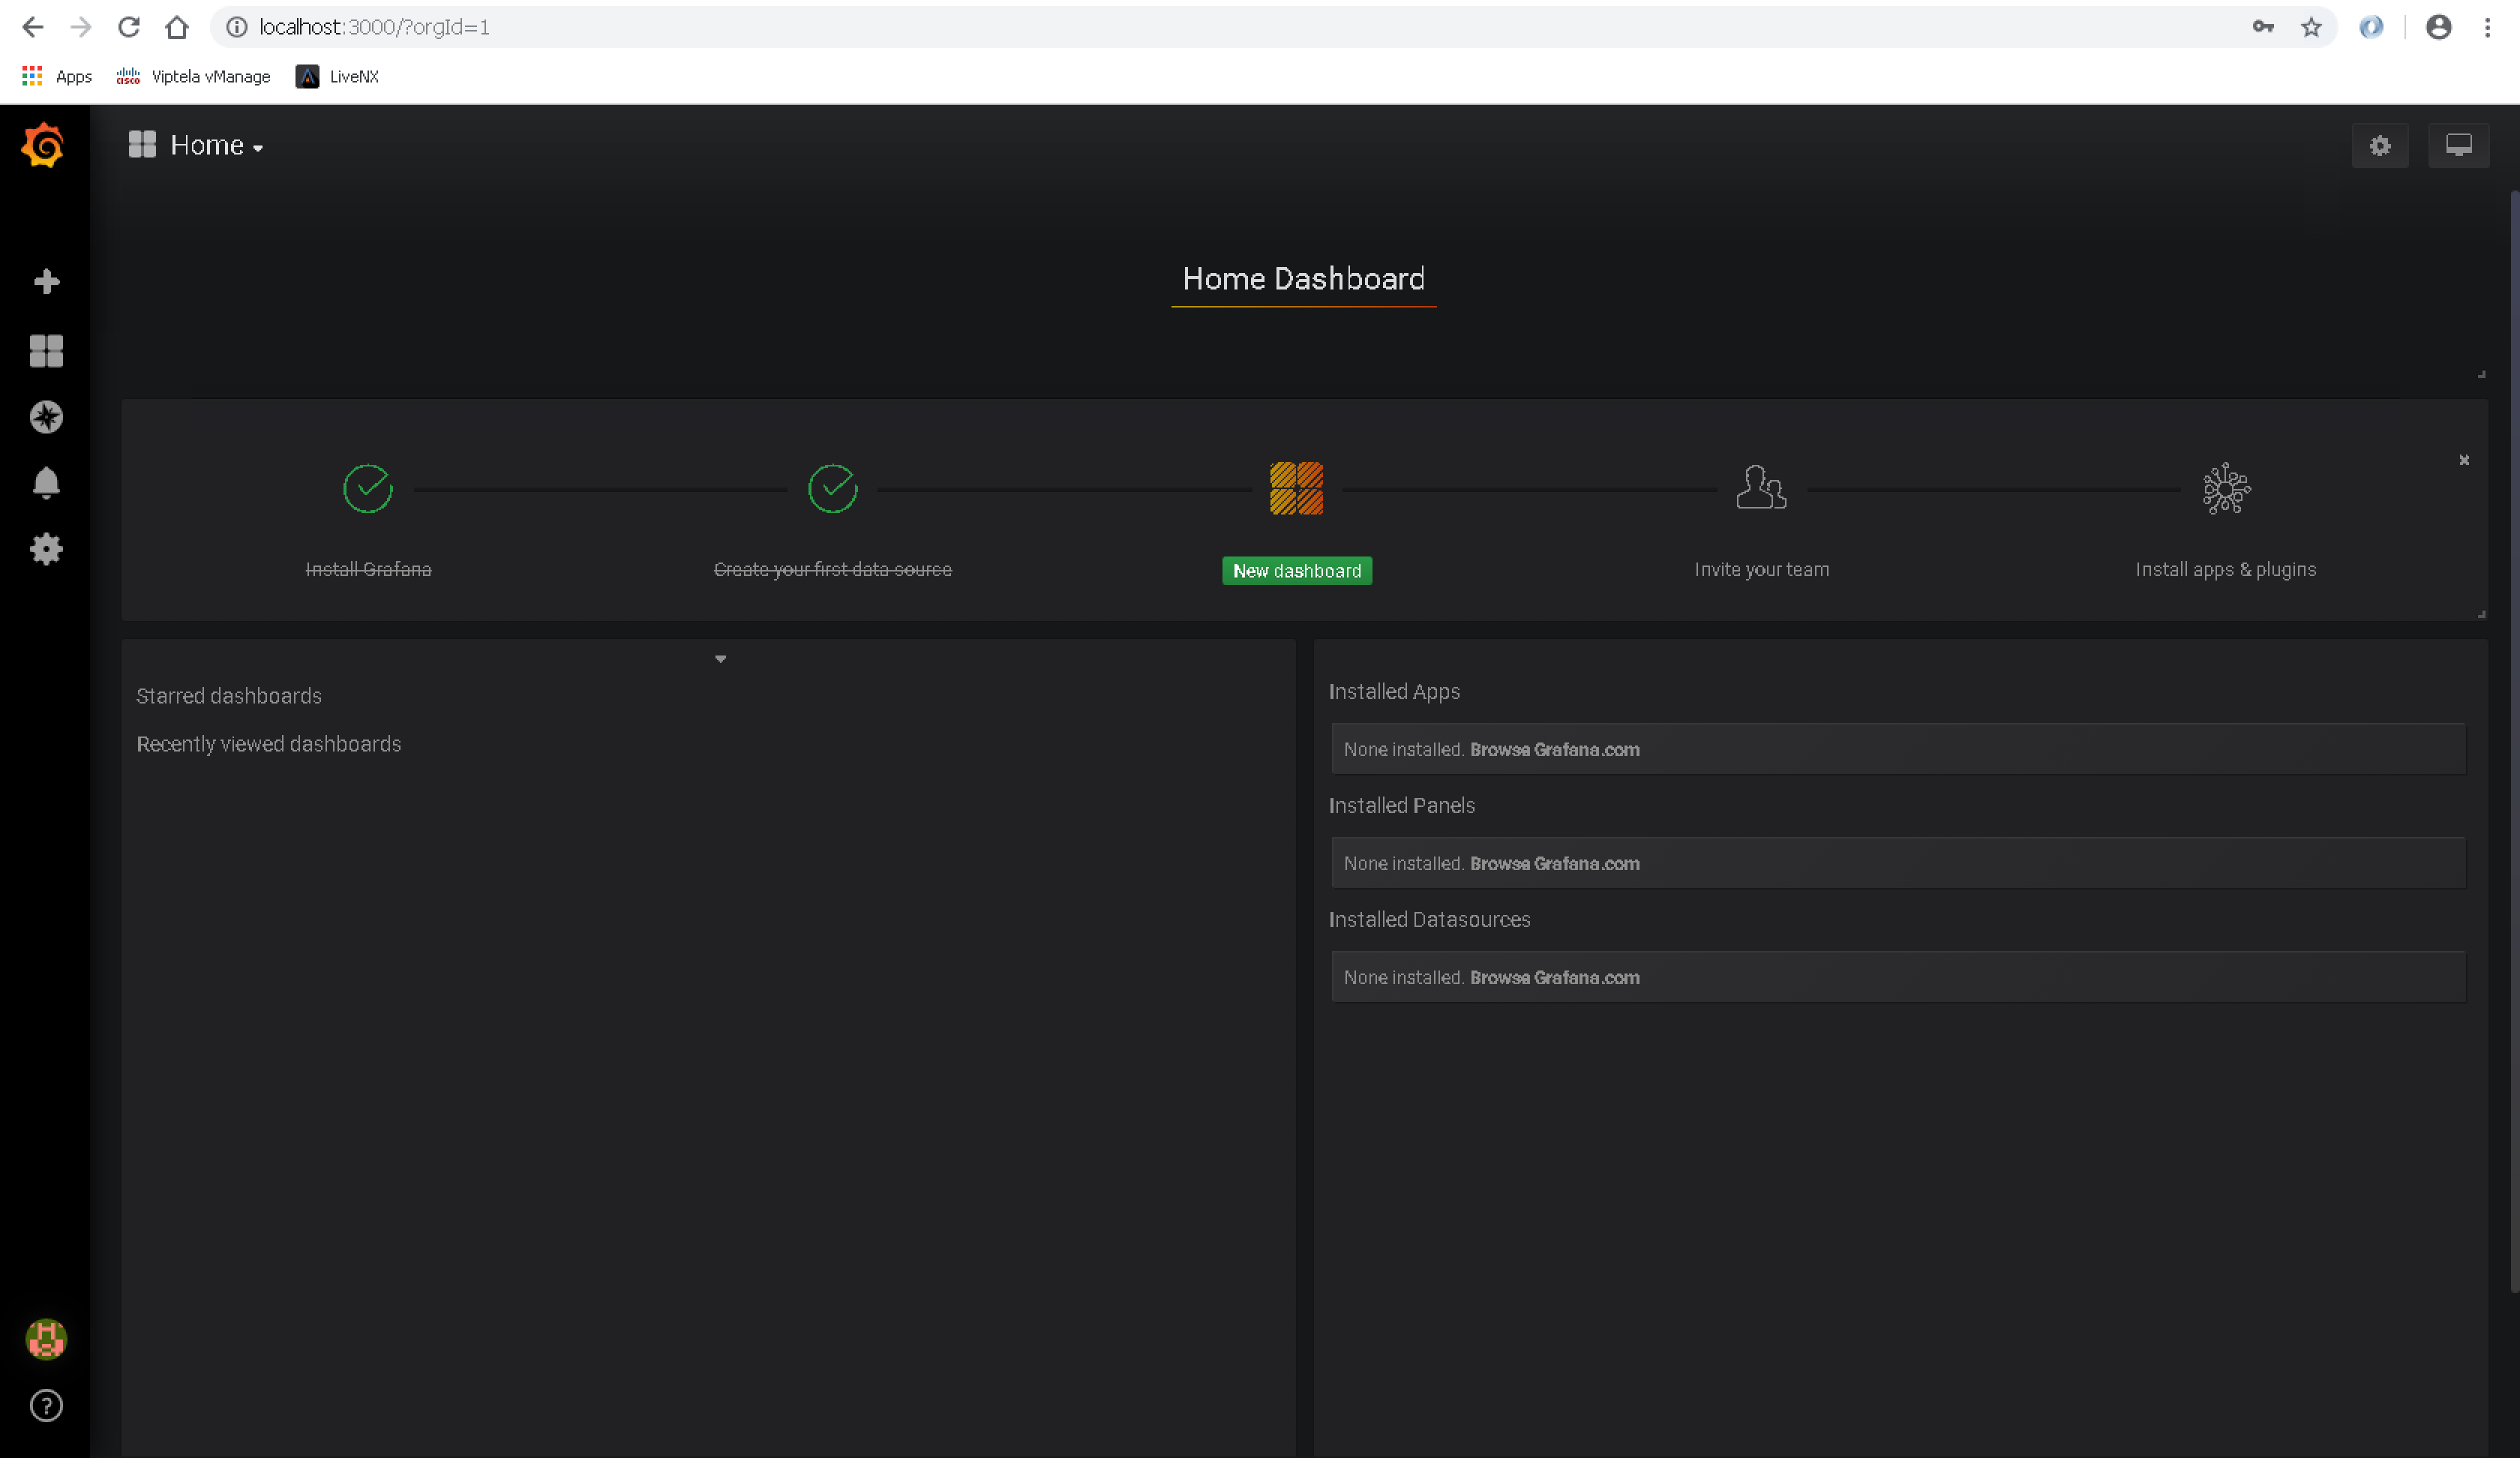 localhost:3000/?orgId=1
Apps
cisco
Viptela vManage
LiveNX
Home
Home Dashboard
Install Grafana
Create your first data source
New dashboard
Invite your team
Install apps & plugins
Starred dashboards
Recently viewed dashboards
Installed Apps
None installed. Browse Grafana.com
Installed Panels
None installed. Browse Grafana.com
Installed Datasources
None installed. Browse Grafana.com